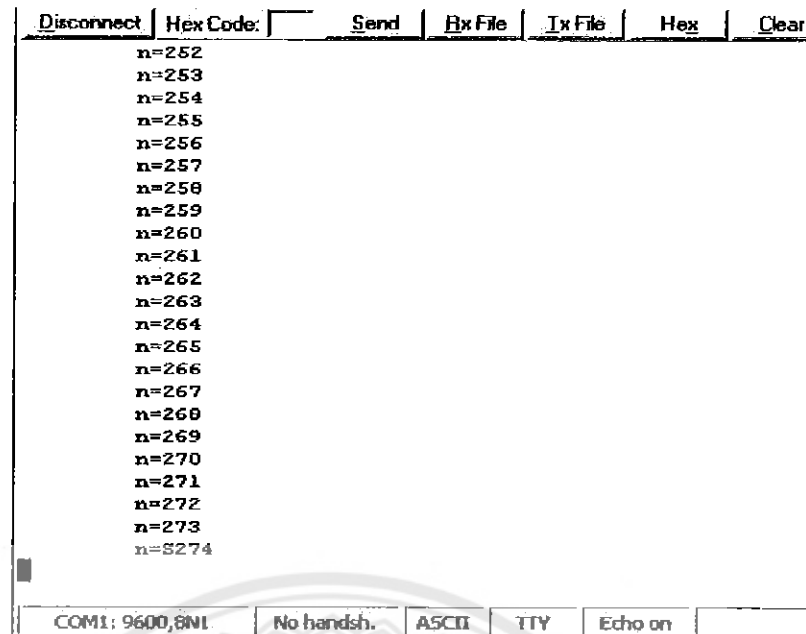 Disconnect Hex Code: Send Rx File Tx File Hex Clear
n=252
n=253
n=254
n=255
n=256
n=257
n=258
n=259
n=260
n=261
n=262
n=263
n=264
n=265
n=266
n=267
n=268
n=269
n=270
n=271
n=272
n=273
n=S274
COM1: 9600,8N1 No handsh. ASCII TTY Echo on